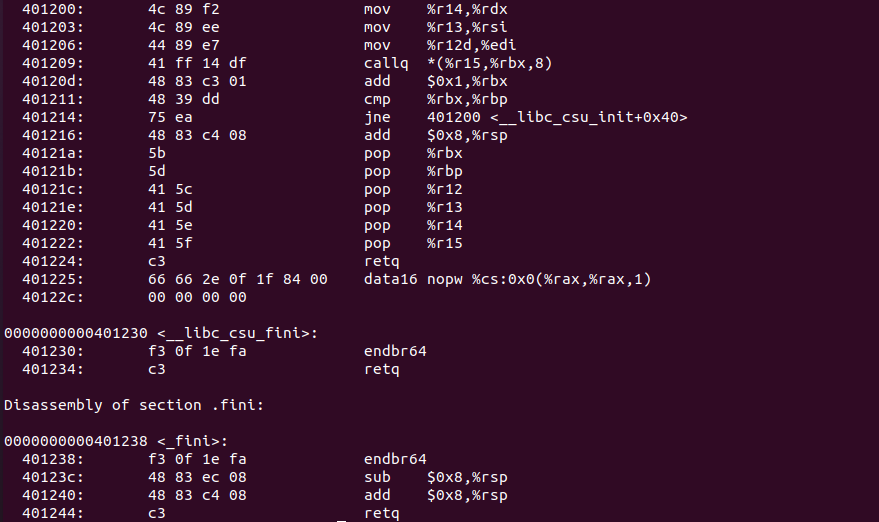 401200:	4c 89 f2             	mov    %r14,%rdx
  401203:	4c 89 ee             	mov    %r13,%rsi
  401206:	44 89 e7             	mov    %r12d,%edi
  401209:	41 ff 14 df          	callq  *(%r15,%rbx,8)
  40120d:	48 83 c3 01          	add    $0x1,%rbx
  401211:	48 39 dd             	cmp    %rbx,%rbp
  401214:	75 ea                	jne    401200 <__libc_csu_init+0x40>
  401216:	48 83 c4 08          	add    $0x8,%rsp
  40121a:	5b                   	pop    %rbx
  40121b:	5d                   	pop    %rbp
  40121c:	41 5c                	pop    %r12
  40121e:	41 5d                	pop    %r13
  401220:	41 5e                	pop    %r14
  401222:	41 5f                	pop    %r15
  401224:	c3                   	retq
  401225:	66 66 2e 0f 1f 84 00 	data16 nopw %cs:0x0(%rax,%rax,1)
  40122c:	00 00 00 00

0000000000401230 <__libc_csu_fini>:
  401230:	f3 0f 1e fa          	endbr64
  401234:	c3                   	retq

Disassembly of section .fini:

0000000000401238 <_fini>:
  401238:	f3 0f 1e fa          	endbr64
  40123c:	48 83 ec 08          	sub    $0x8,%rsp
  401240:	48 83 c4 08          	add    $0x8,%rsp
  401244:	c3                   	retq